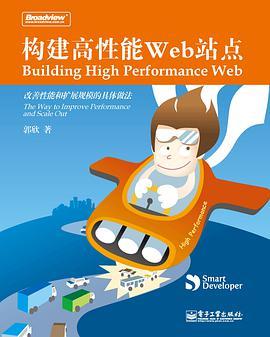 Broadview®
构建高性能Web站点
Building High Performance Web
改善性能和扩展规模的具体做法
The Way to Improve Performance
and Scale Out
郭欣 著
High Performance
Smart
Developer
电子工业出版社